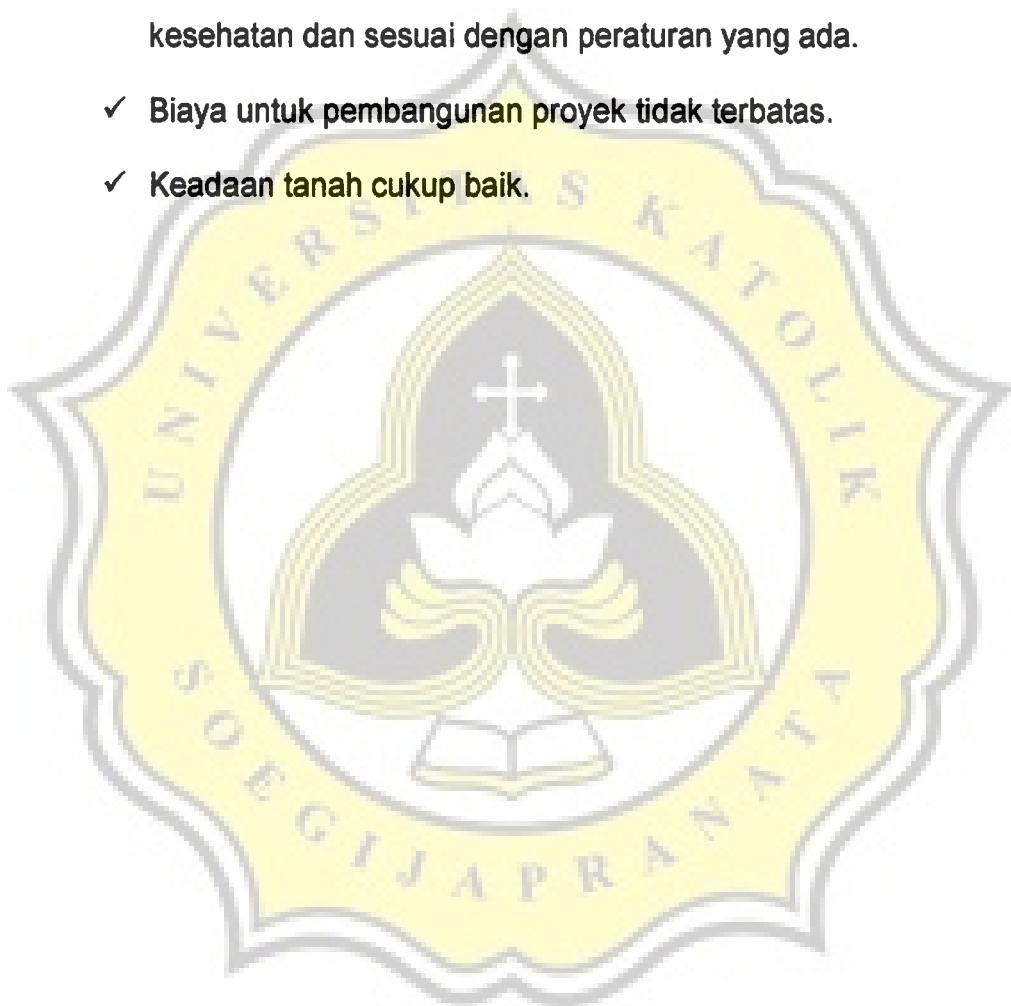 kesehatan dan sesuai dengan peraturan yang ada.
✓ Biaya untuk pembangunan proyek tidak terbatas.
✓ Keadaan tanah cukup baik.
UNIVERSITAS KATOLIK
SOEGIJAPRANATA